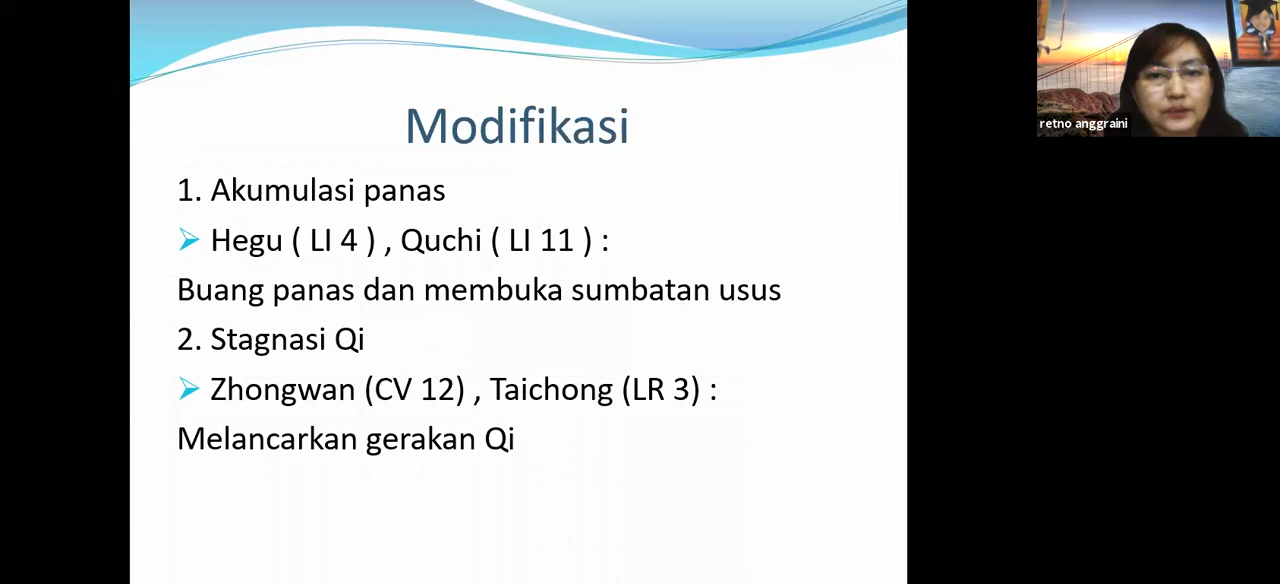 Modifikasi
1. Akumulasi panas
➢ Hegu ( LI 4 ) , Quchi ( LI 11 ) :
Buang panas dan membuka sumbatan usus
2. Stagnasi Qi
➢ Zhongwan (CV 12) , Taichong (LR 3) :
Melancarkan gerakan Qi
retno anggraini